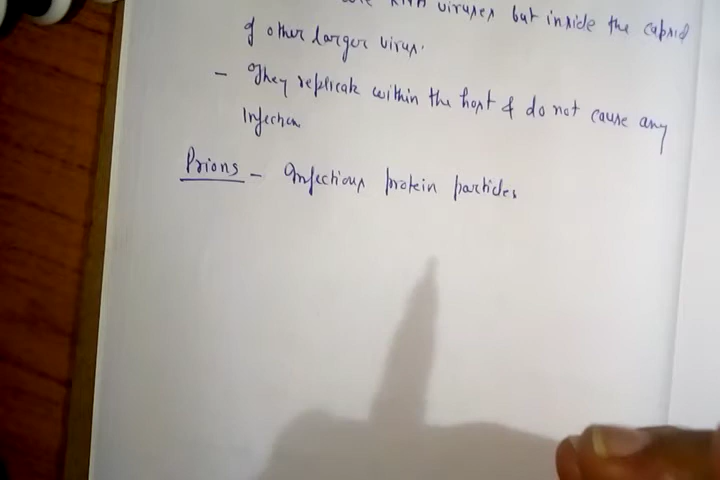 RNA viruses but inside the capsid
of other larger virus.
- They replicate within the host & do not cause any
Infection
Prions - Infectious protein particles